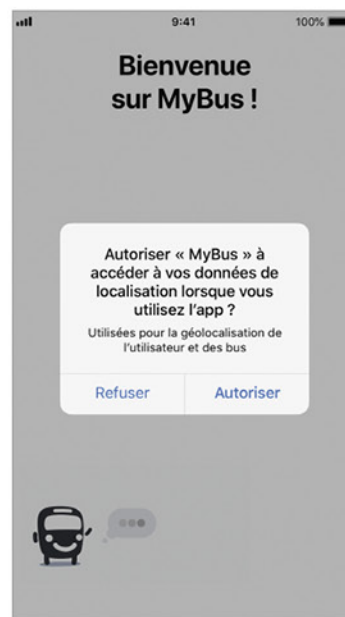 9:41 100%
Bienvenue
sur MyBus !
Autoriser « MyBus » à
accéder à vos données de
localisation lorsque vous
utilisez l'app ?
Utilisées pour la géolocalisation de
l'utilisateur et des bus
Refuser Autoriser